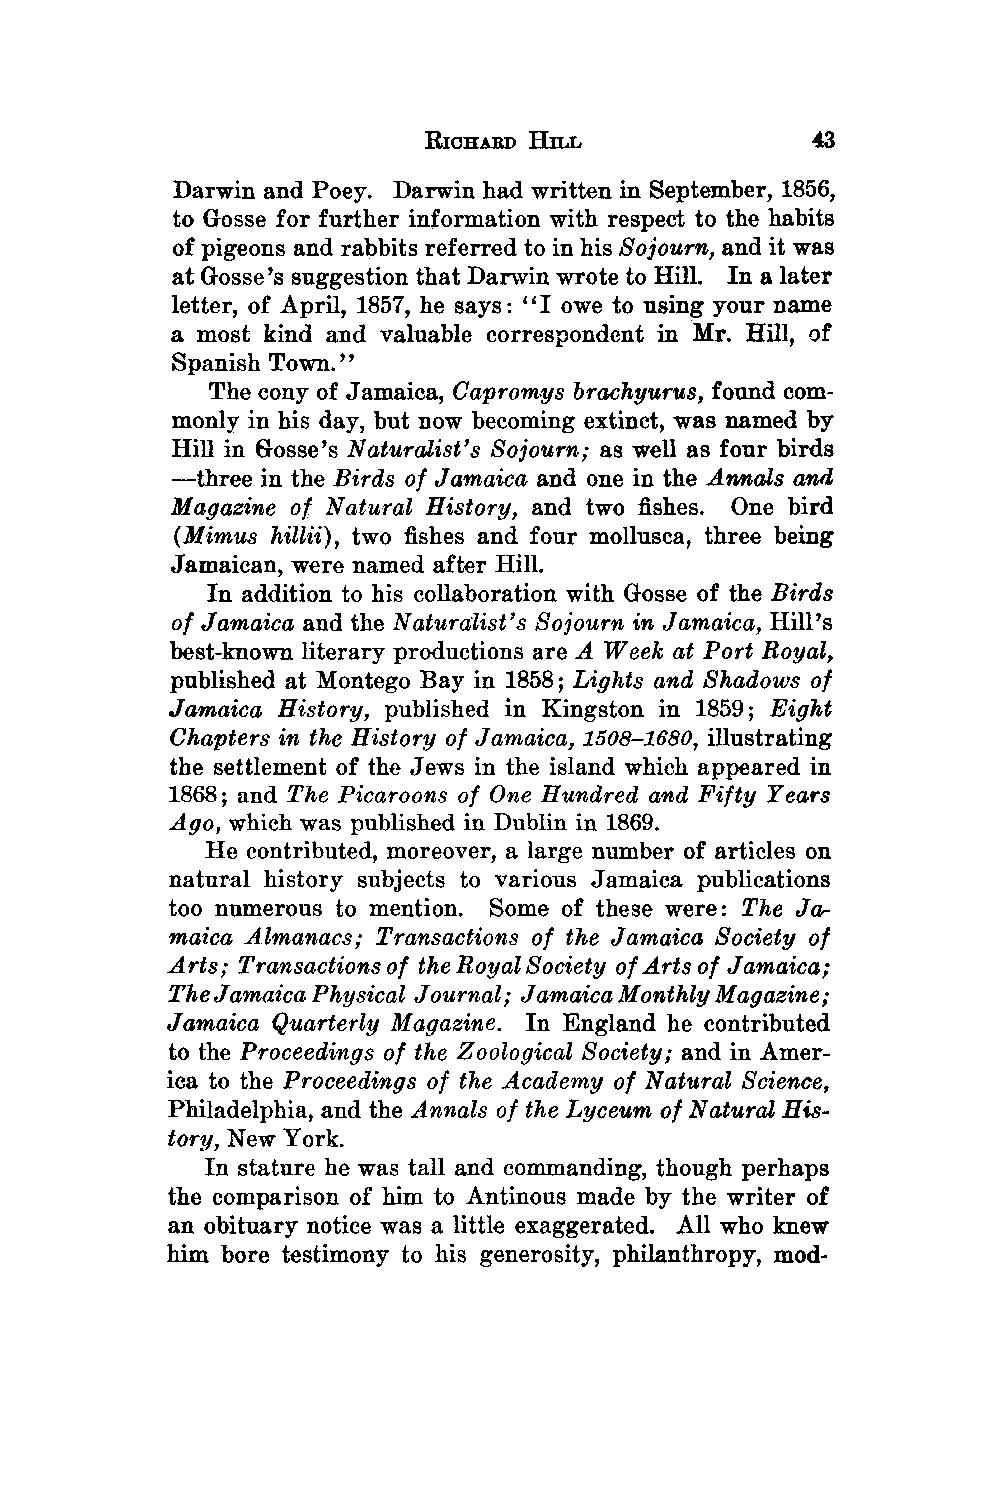 RICHARD HILL 43
Darwin and Poey. Darwin had written in September, 1856,
to Gosse for further information with respect to the habits
of pigeons and rabbits referred to in his Sojourn, and it was
at Gosse's suggestion that Darwin wrote to Hill. In a later
letter, of April, 1857, he says: "I owe to using your name
a most kind and valuable correspondent in Mr. Hill, of
Spanish Town."
The cony of Jamaica, Capromys brachyurus, found com-
monly in his day, but now becoming extinct, was named by
Hill in Gosse's Naturalist's Sojourn; as well as four birds
—three in the Birds of Jamaica and one in the Annals and
Magazine of Natural History, and two fishes. One bird
(Mimus hillii), two fishes and four mollusca, three being
Jamaican, were named after Hill.
In addition to his collaboration with Gosse of the Birds
of Jamaica and the Naturalist's Sojourn in Jamaica, Hill's
best-known literary productions are A Week at Port Royal,
published at Montego Bay in 1858; Lights and Shadows of
Jamaica History, published in Kingston in 1859; Eight
Chapters in the History of Jamaica, 1508–1680, illustrating
the settlement of the Jews in the island which appeared in
1868; and The Picaroons of One Hundred and Fifty Years
Ago, which was published in Dublin in 1869.
He contributed, moreover, a large number of articles on
natural history subjects to various Jamaica publications
too numerous to mention. Some of these were: The Ja-
maica Almanacs; Transactions of the Jamaica Society of
Arts; Transactions of the Royal Society of Arts of Jamaica;
The Jamaica Physical Journal; Jamaica Monthly Magazine;
Jamaica Quarterly Magazine. In England he contributed
to the Proceedings of the Zoological Society; and in Amer-
ica to the Proceedings of the Academy of Natural Science,
Philadelphia, and the Annals of the Lyceum of Natural His-
tory, New York.
In stature he was tall and commanding, though perhaps
the comparison of him to Antinous made by the writer of
an obituary notice was a little exaggerated. All who knew
him bore testimony to his generosity, philanthropy, mod-